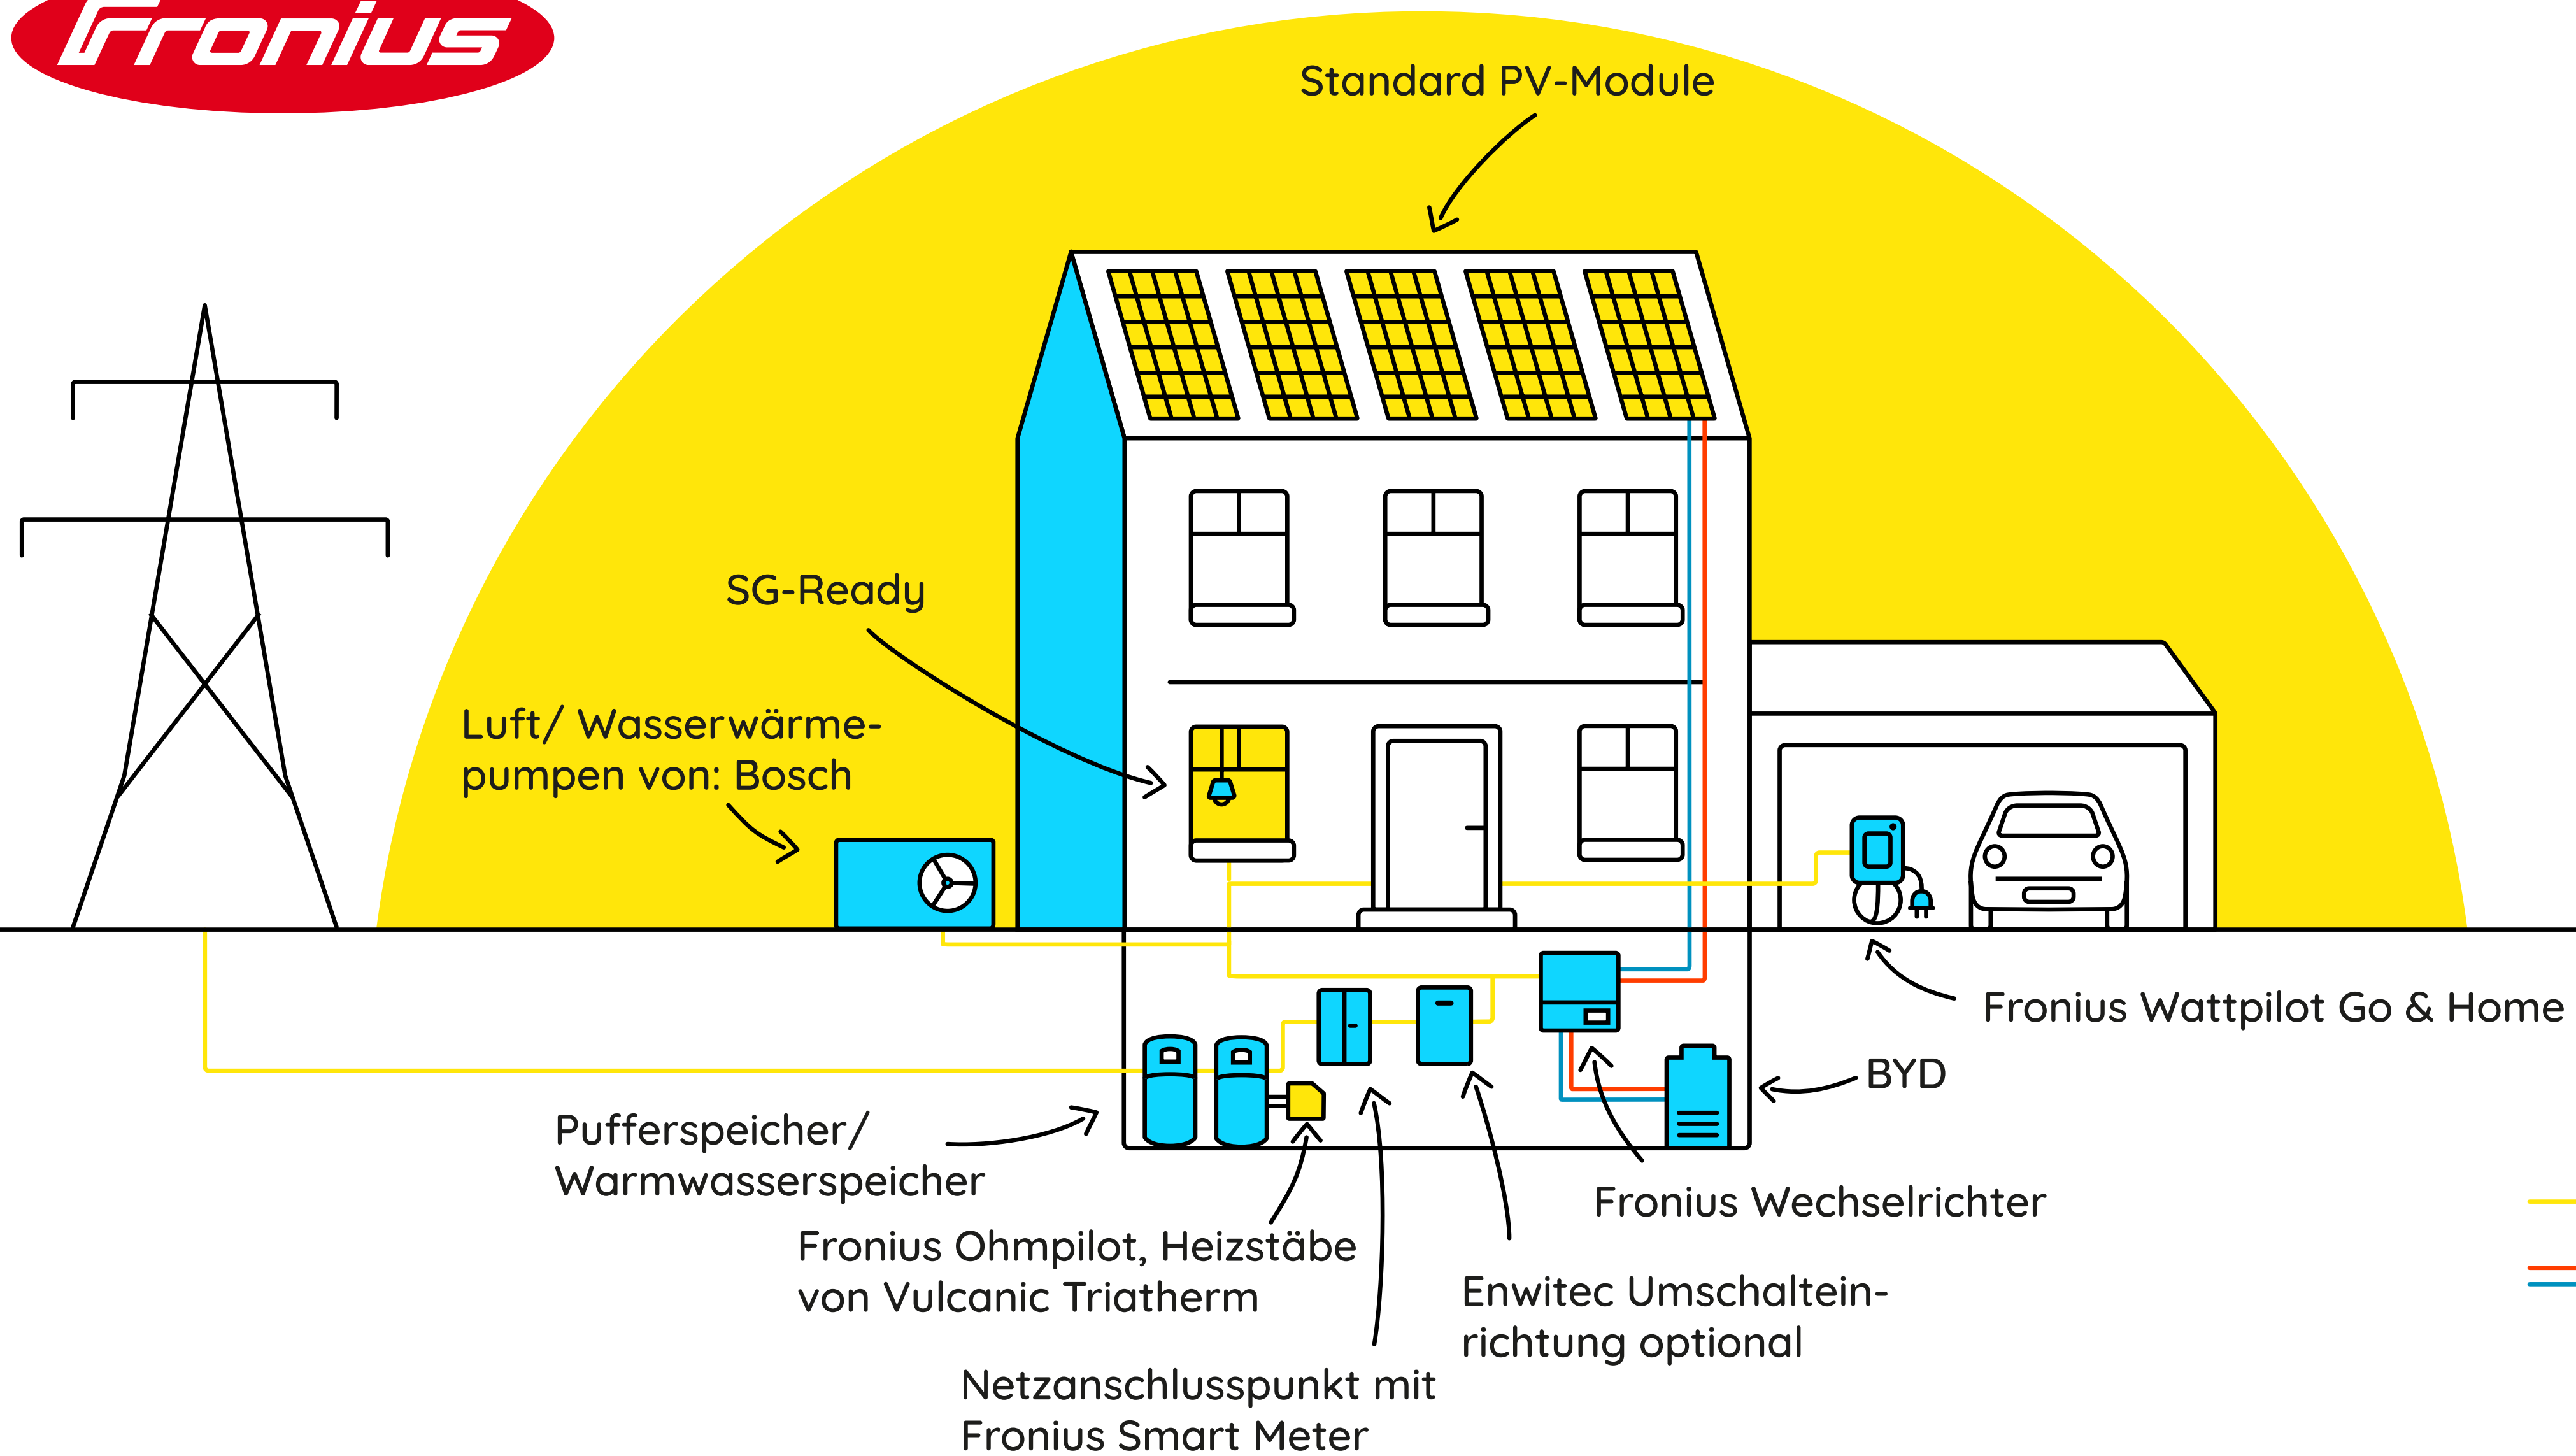 Fronius
Standard PV-Module
SG-Ready
Luft/ Wasserwärme-
pumpen von: Bosch
Fronius Wattpilot Go & Home
BYD
Pufferspeicher/
Warmwasserspeicher
Fronius Wechselrichter
Fronius Ohmpilot, Heizstäbe
von Vulcanic Triatherm
Enwitec Umschaltein-
richtung optional
Netzanschlusspunkt mit
Fronius Smart Meter